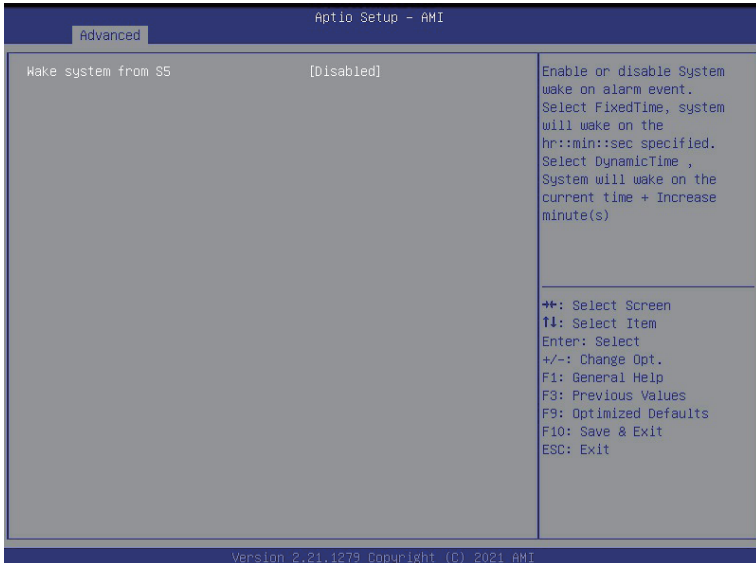 Aptio Setup – AMI
Advanced
Wake system from S5 [Disabled]
Enable or disable System
wake on alarm event.
Select FixedTime, system
will wake on the
hr::min::sec specified.
Select DynamicTime ,
System will wake on the
current time + Increase
minute(s)
→←: Select Screen
↑↓: Select Item
Enter: Select
+/-: Change Opt.
F1: General Help
F3: Previous Values
F9: Optimized Defaults
F10: Save & Exit
ESC: Exit
Version 2.21.1279 Copyright (C) 2021 AMI